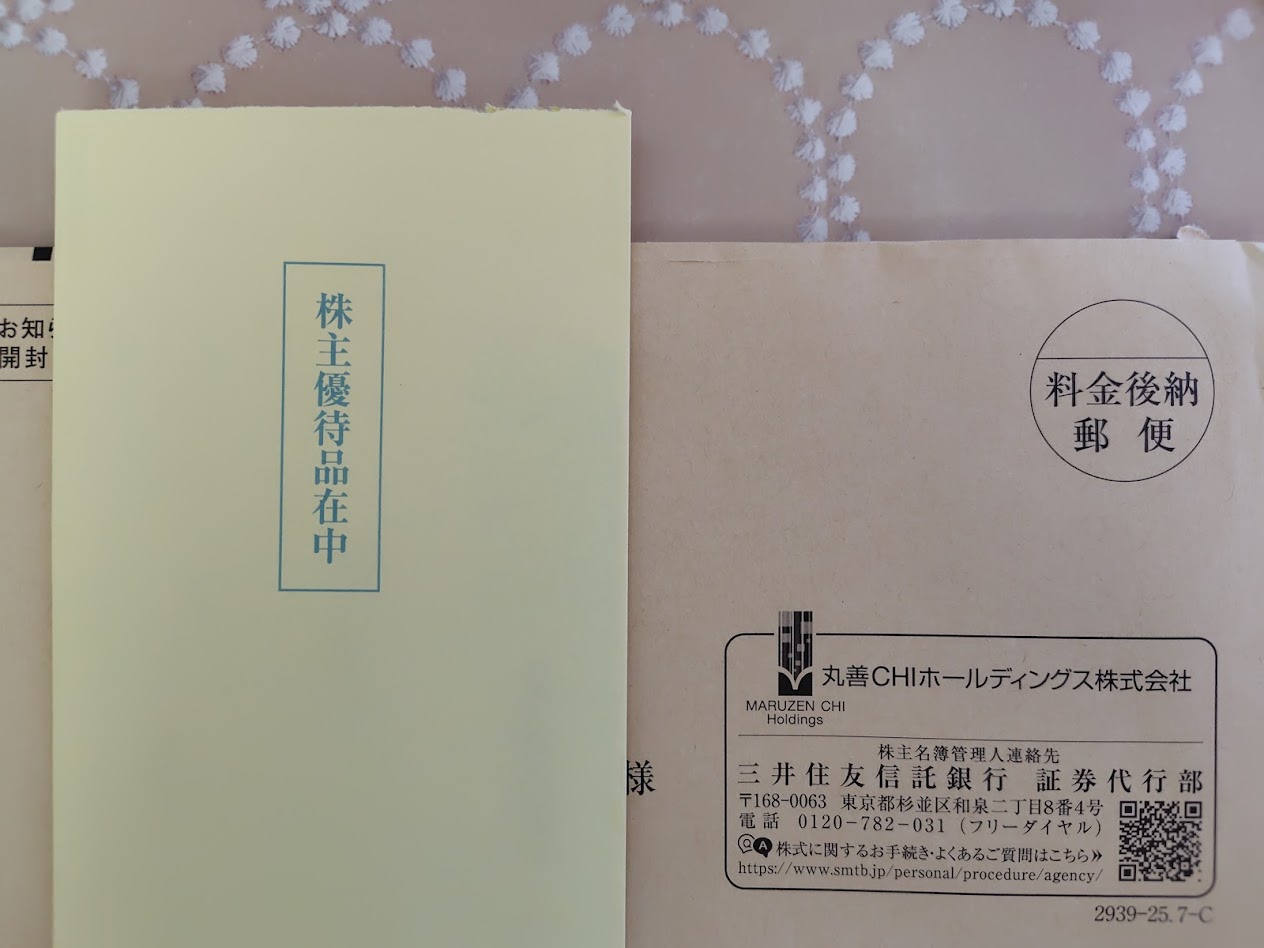 お知ら
開封
株主優待品在中
料金後納
郵便
丸善CHIホールディングス株式会社
MARUZEN CHI
Holdings
株主名簿管理人連絡先
三井住友信託銀行 証券代行部
〒168-0063 東京都杉並区和泉二丁目8番4号
電話 0120-782-031（フリーダイヤル）
QA 株式に関するお手続き・よくあるご質問はこちら»
https://www.smtb.jp/personal/procedure/agency/
様
2939-25.7-C